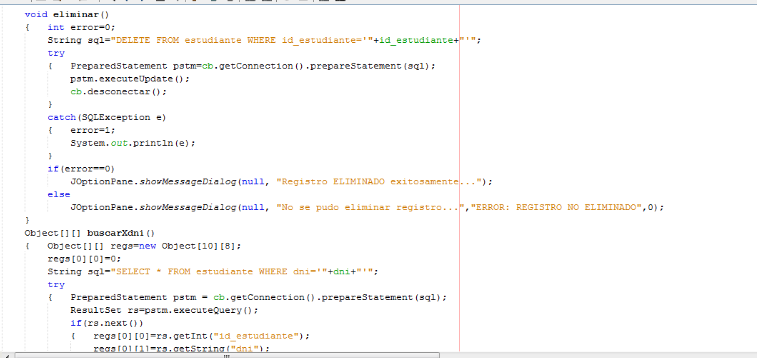 void eliminar()
{   int error=0;
    String sql="DELETE FROM estudiante WHERE id_estudiante='"+id_estudiante+"'";
    try
    {   PreparedStatement pstm=cb.getConnection().prepareStatement(sql);
        pstm.executeUpdate();
        cb.desconectar();
    }
    catch(SQLException e)
    {   error=1;
        System.out.println(e);
    }
    if(error==0)
        JOptionPane.showMessageDialog(null, "Registro ELIMINADO exitosamente...");
    else
        JOptionPane.showMessageDialog(null, "No se pudo eliminar registro...","ERROR: REGISTRO NO ELIMINADO",0);
}
Object[][] buscarXdni()
{   Object[][] regs=new Object[10][8];
    regs[0][0]=0;
    String sql="SELECT * FROM estudiante WHERE dni='"+dni+"'";
    try
    {   PreparedStatement pstm = cb.getConnection().prepareStatement(sql);
        ResultSet rs=pstm.executeQuery();
        if(rs.next())
        {   regs[0][0]=rs.getInt("id_estudiante");
            regs[0][1]=rs.getString("dni");